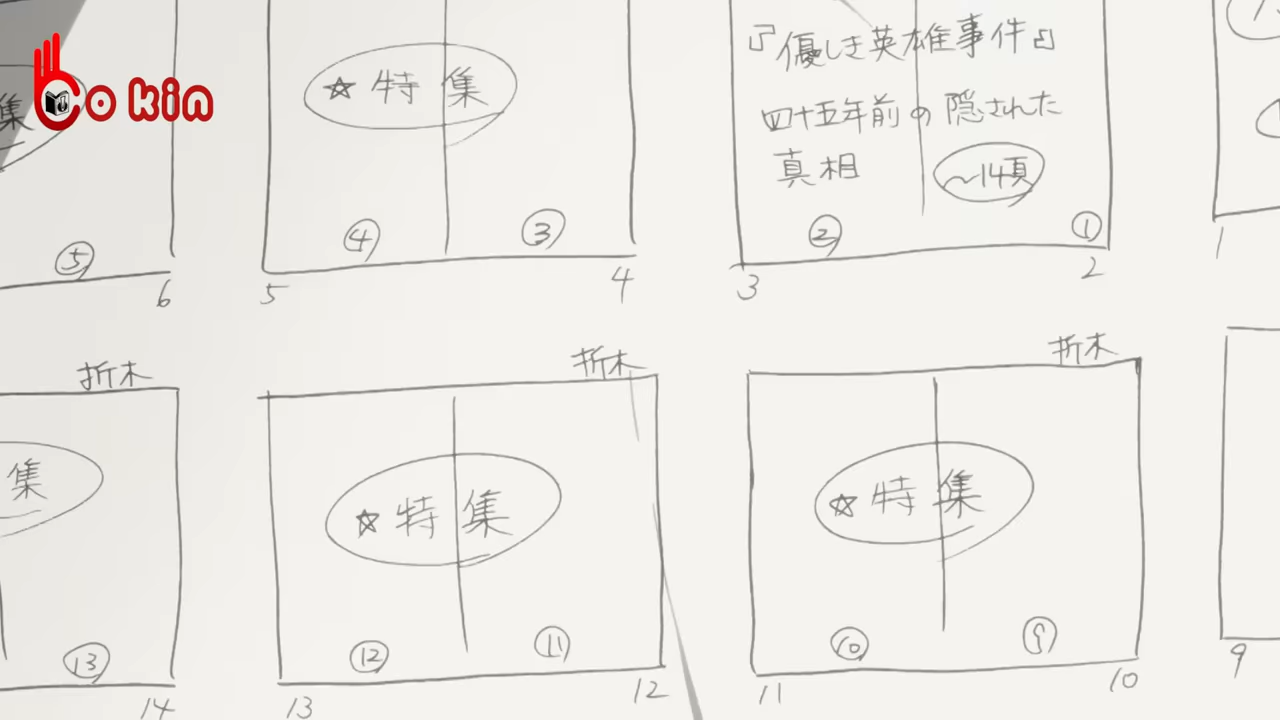 Cokin
『優しき英雄事件』
四十五年前の隠された
真相
~14頁
② ①
3 2
☆特集
④ ③
5 4
集
⑤
6
1
折木
☆特集
⑩ ⑨
11 10
折木
☆特集
⑫ ⑪
13 12
折木
集
⑬
14
9